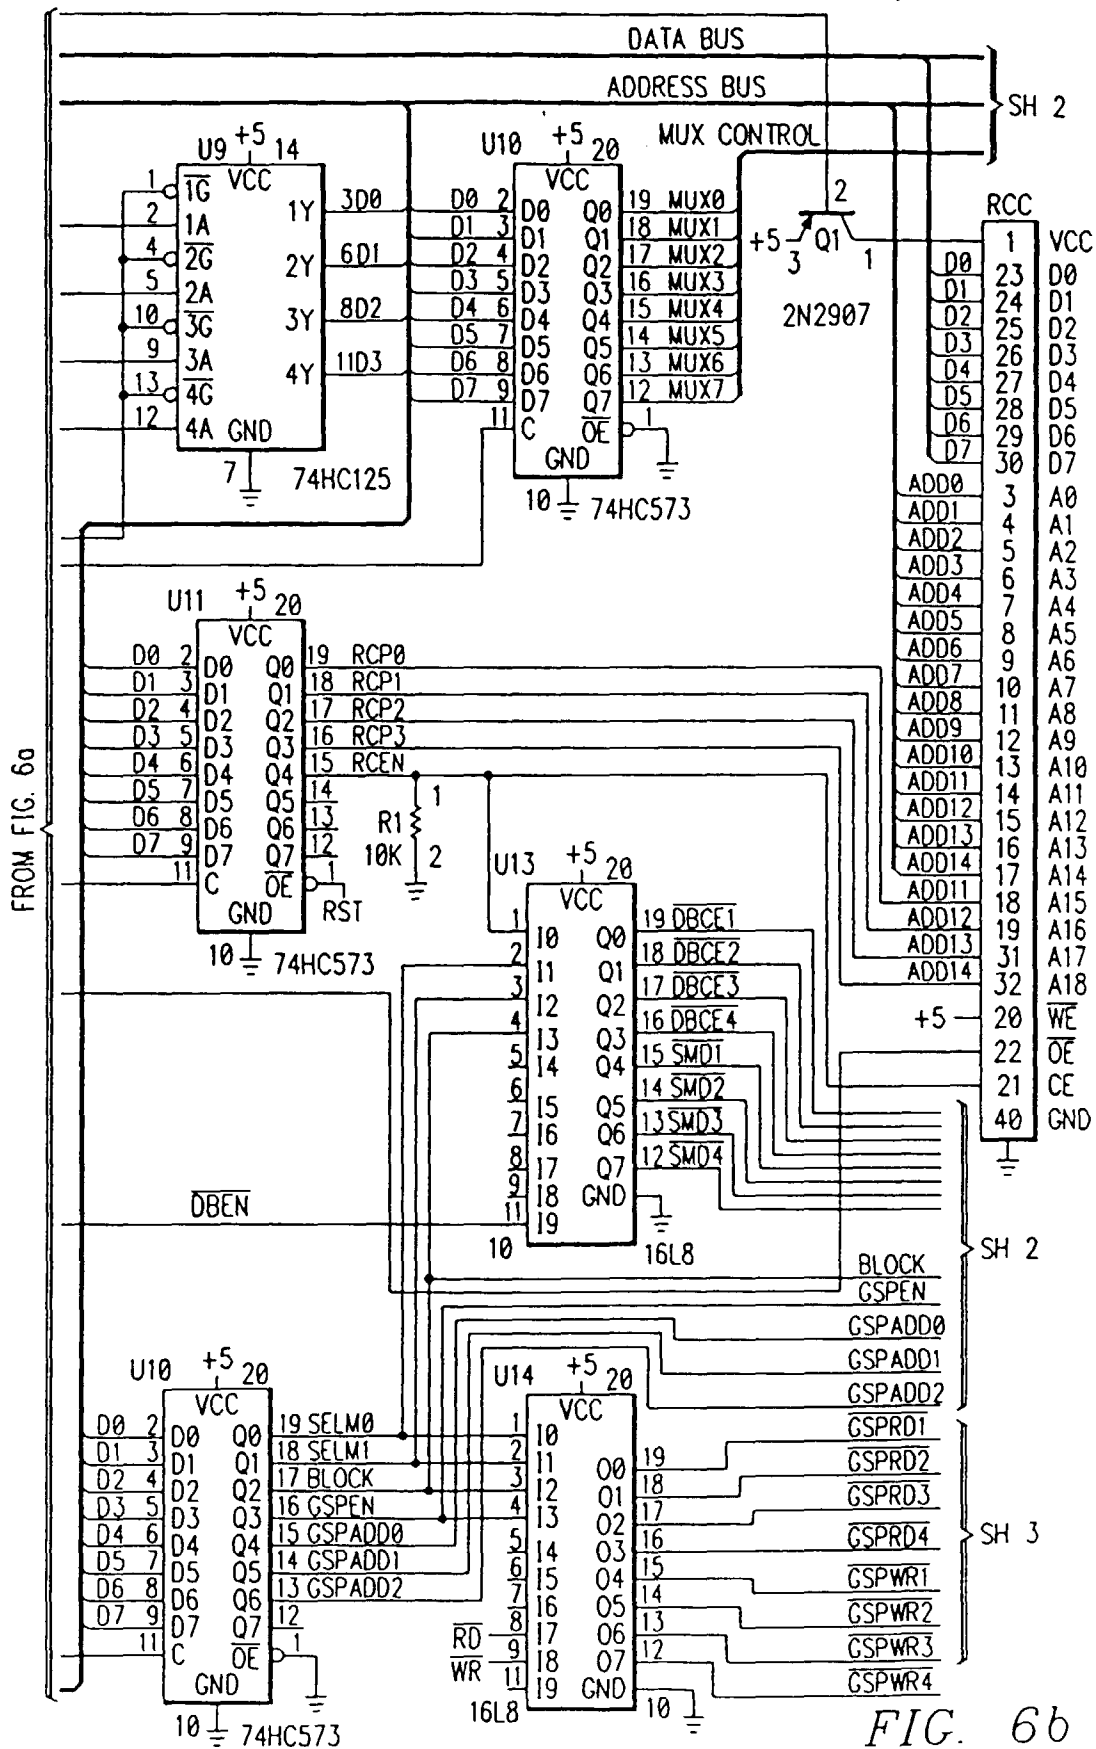 DATA BUS
ADDRESS BUS
MUX CONTROL
SH 2
FROM FIG. 6a
U9 +5 14
VCC
1 1G
2 1A
4 2G
5 2A
10 3G
9 3A
13 4G
12 4A
1Y 3 D0
2Y 6 D1
3Y 8 D2
4Y 11 D3
GND
7
74HC125
U10 +5 20
VCC
D0 2 D0 Q0 19 MUX0
D1 3 D1 Q1 18 MUX1
D2 4 D2 Q2 17 MUX2
D3 5 D3 Q3 16 MUX3
D4 6 D4 Q4 15 MUX4
D5 7 D5 Q5 14 MUX5
D6 8 D6 Q6 13 MUX6
D7 9 D7 Q7 12 MUX7
11 C OE 1
GND
10 74HC573
2
+5 Q1
3 1
2N2907
RCC
1 VCC
D0 23 D0
D1 24 D1
D2 25 D2
D3 26 D3
D4 27 D4
D5 28 D5
D6 29 D6
D7 30 D7
ADD0 3 A0
ADD1 4 A1
ADD2 5 A2
ADD3 6 A3
ADD4 7 A4
ADD5 8 A5
ADD6 9 A6
ADD7 10 A7
ADD8 11 A8
ADD9 12 A9
ADD10 13 A10
ADD11 14 A11
ADD12 15 A12
ADD13 16 A13
ADD14 17 A14
ADD11 18 A15
ADD12 19 A16
ADD13 31 A17
ADD14 32 A18
+5 20 WE
22 OE
21 CE
40 GND
U11 +5 20
VCC
D0 2 D0 Q0 19 RCP0
D1 3 D1 Q1 18 RCP1
D2 4 D2 Q2 17 RCP2
D3 5 D3 Q3 16 RCP3
D4 6 D4 Q4 15 RCEN
D5 7 D5 Q5 14
D6 8 D6 Q6 13
D7 9 D7 Q7 12
11 C OE 1
RST
GND
10 74HC573
1
R1
10K 2
U13 +5 20
VCC
1 I0 Q0 19 DBCE1
2 I1 Q1 18 DBCE2
3 I2 Q2 17 DBCE3
4 I3 Q3 16 DBCE4
5 I4 Q4 15 SMD1
6 I5 Q5 14 SMD2
7 I6 Q6 13 SMD3
8 I7 Q7 12 SMD4
9 I8 GND
11 I9
10 16L8
DBEN
BLOCK
GSPEN
GSPADD0
GSPADD1
GSPADD2
SH 2
U10 +5 20
VCC
D0 2 D0 Q0 19 SELM0
D1 3 D1 Q1 18 SELM1
D2 4 D2 Q2 17 BLOCK
D3 5 D3 Q3 16 GSPEN
D4 6 D4 Q4 15 GSPADD0
D5 7 D5 Q5 14 GSPADD1
D6 8 D6 Q6 13 GSPADD2
D7 9 D7 Q7 12
11 C OE 1
GND
10 74HC573
U14 +5 20
VCC
1 I0
2 I1
3 I2
4 I3
5 I4
6 I5
7 I6
RD 8 I7
WR 9 I8
11 I9
O0 19 GSPRD1
O1 18 GSPRD2
O2 17 GSPRD3
O3 16 GSPRD4
O4 15 GSPWR1
O5 14 GSPWR2
O6 13 GSPWR3
O7 12 GSPWR4
GND 10
16L8
SH 3
FIG. 6b